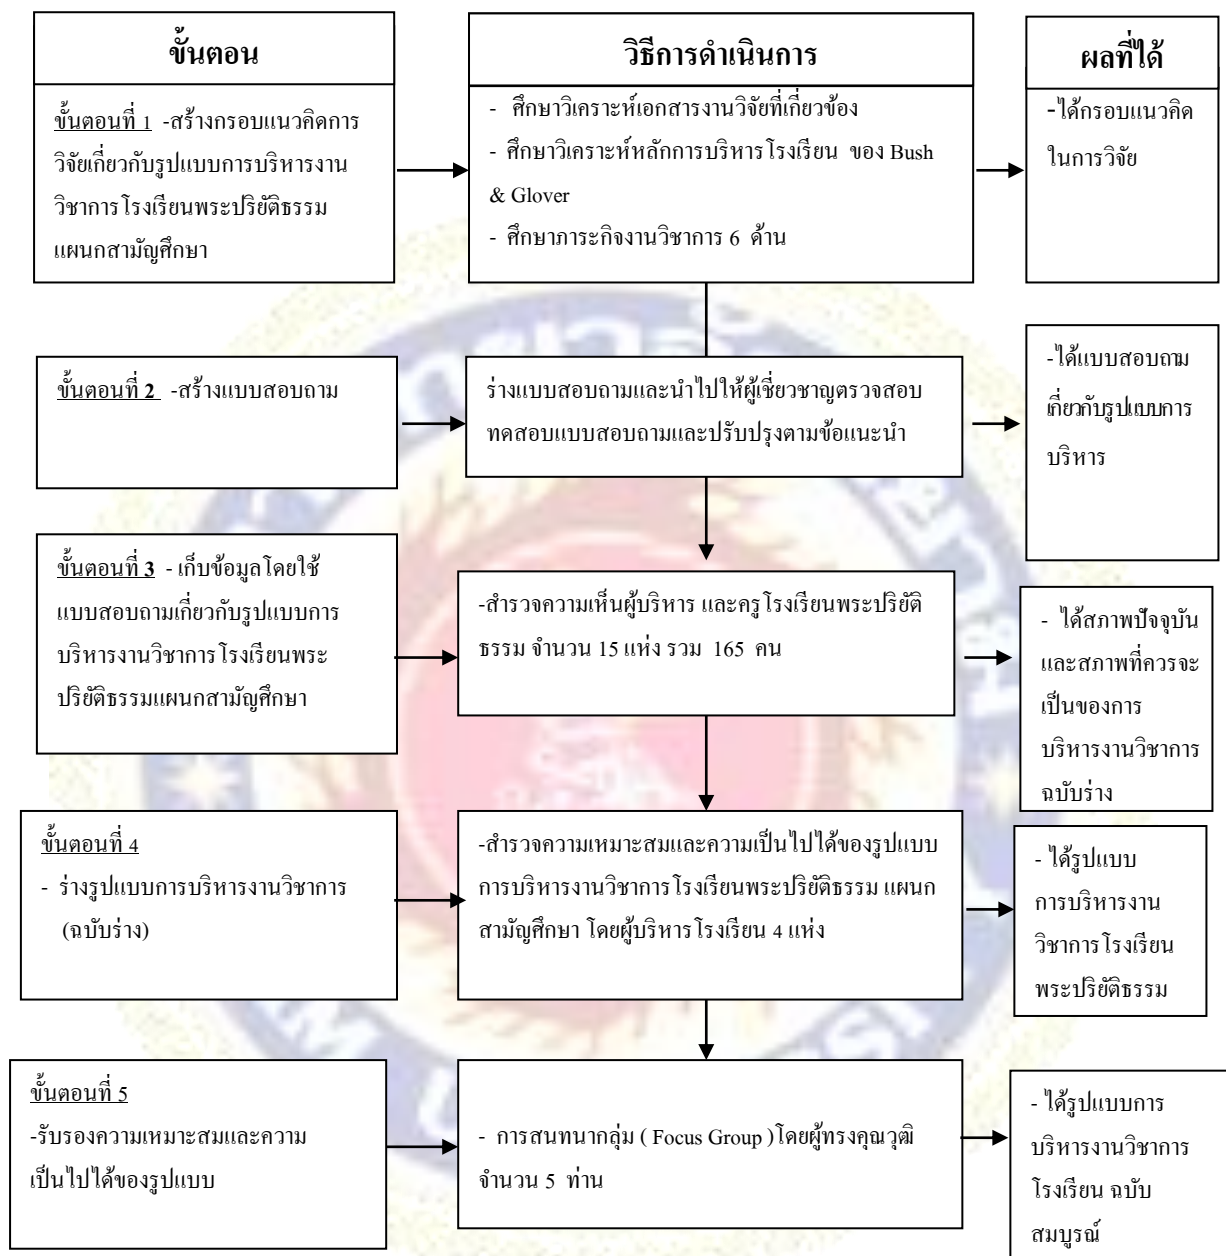 ขั้นตอน
วิธีการดำเนินการ
ผลที่ได้
ขั้นตอนที่ 1 -สร้างกรอบแนวคิดการ
วิจัยเกี่ยวกับรูปแบบการบริหารงาน
วิชาการโรงเรียนพระปริยัติธรรม
แผนกสามัญศึกษา
- ศึกษาวิเคราะห์เอกสารงานวิจัยที่เกี่ยวข้อง
- ศึกษาวิเคราะห์หลักการบริหารโรงเรียน ของ Bush
& Glover
- ศึกษาภาระกิจงานวิชาการ 6 ด้าน
-ได้กรอบแนวคิด
ในการวิจัย
ขั้นตอนที่ 2 -สร้างแบบสอบถาม
ร่างแบบสอบถามและนำไปให้ผู้เชี่ยวชาญตรวจสอบ
ทดสอบแบบสอบถามและปรับปรุงตามข้อแนะนำ
-ได้แบบสอบถาม
เกี่ยวกับรูปแบบการ
บริหาร
ขั้นตอนที่ 3 - เก็บข้อมูลโดยใช้
แบบสอบถามเกี่ยวกับรูปแบบการ
บริหารงานวิชาการโรงเรียนพระ
ปริยัติธรรมแผนกสามัญศึกษา
-สำรวจความเห็นผู้บริหาร และครูโรงเรียนพระปริยัติ
ธรรม จำนวน 15 แห่ง รวม 165 คน
- ได้สภาพปัจจุบัน
และสภาพที่ควรจะ
เป็นของการ
บริหารงานวิชาการ
ฉบับร่าง
ขั้นตอนที่ 4
- ร่างรูปแบบการบริหารงานวิชาการ
(ฉบับร่าง)
-สำรวจความเหมาะสมและความเป็นไปได้ของรูปแบบ
การบริหารงานวิชาการโรงเรียนพระปริยัติธรรม แผนก
สามัญศึกษา โดยผู้บริหารโรงเรียน 4 แห่ง
- ได้รูปแบบ
การบริหารงาน
วิชาการโรงเรียน
พระปริยัติธรรม
ขั้นตอนที่ 5
-รับรองความเหมาะสมและความ
เป็นไปได้ของรูปแบบ
- การสนทนากลุ่ม ( Focus Group )โดยผู้ทรงคุณวุฒิ
จำนวน 5 ท่าน
- ได้รูปแบบการ
บริหารงานวิชาการ
โรงเรียน ฉบับ
สมบูรณ์